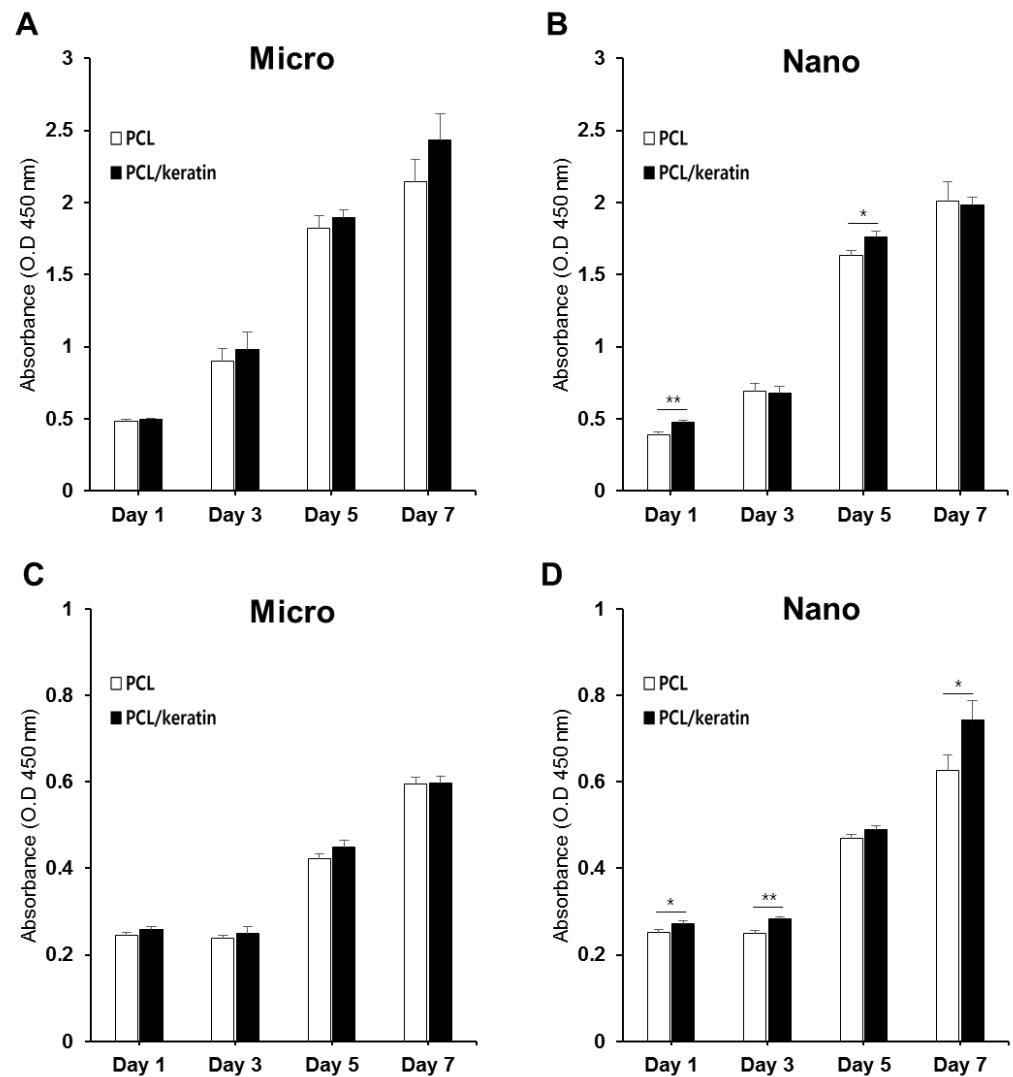 A
Micro
3
2.5
2
1.5
1
0.5
0
Absorbance (O.D 450 nm)
PCL
PCL/keratin
Day 1 Day 3 Day 5 Day 7
B
Nano
3
2.5
2
1.5
1
0.5
0
Absorbance (O.D 450 nm)
PCL
PCL/keratin
**
*
Day 1 Day 3 Day 5 Day 7
C
Micro
1
0.8
0.6
0.4
0.2
0
Absorbance (O.D 450 nm)
PCL
PCL/keratin
Day 1 Day 3 Day 5 Day 7
D
Nano
1
0.8
0.6
0.4
0.2
0
Absorbance (O.D 450 nm)
PCL
PCL/keratin
*
**
*
Day 1 Day 3 Day 5 Day 7